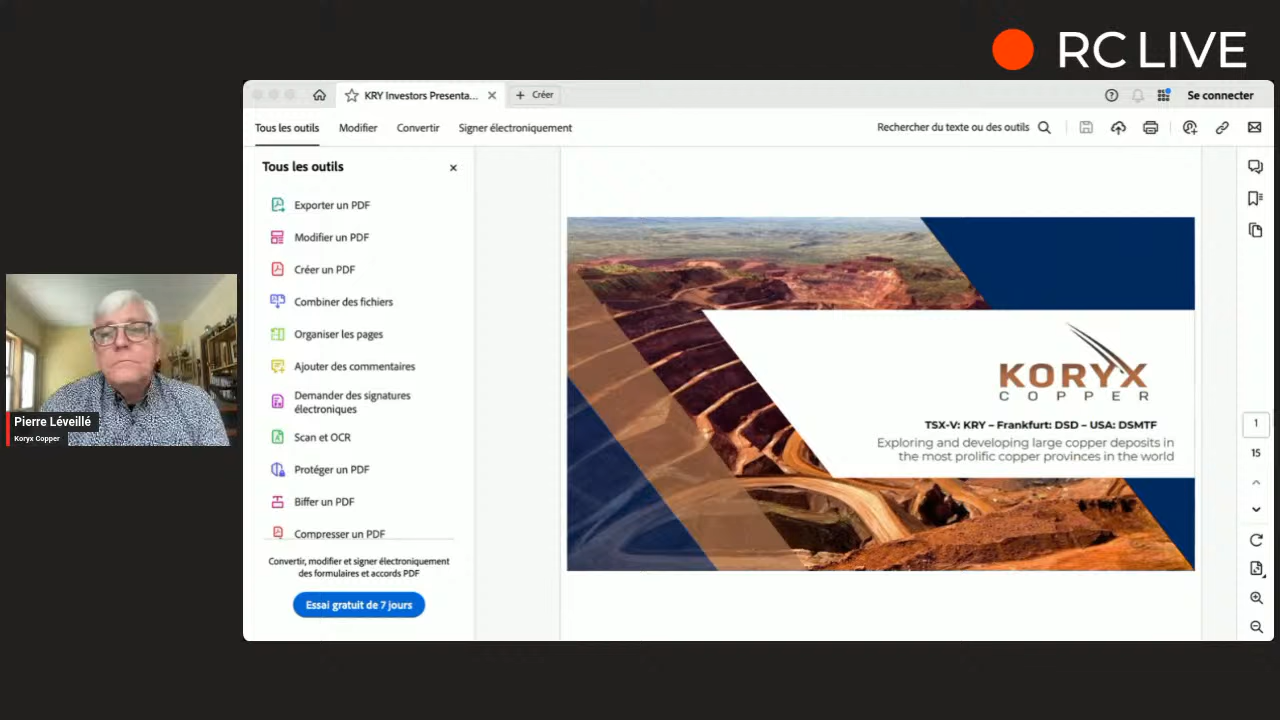 RC LIVE
KRY Investors Presenta...
Créer
Se connecter
Tous les outils
Modifier
Convertir
Signer électroniquement
Rechercher du texte ou des outils
Tous les outils
Exporter un PDF
Modifier un PDF
Créer un PDF
Combiner des fichiers
Organiser les pages
Ajouter des commentaires
Demander des signatures
électroniques
Scan et OCR
Protéger un PDF
Biffer un PDF
Compresser un PDF
Convertir, modifier et signer électroniquement
des formulaires et accords PDF
Essai gratuit de 7 jours
Pierre Léveillé
Koryx Copper
KORYX
COPPER
TSX-V: KRY – Frankfurt: DSD – USA: DSMTF
Exploring and developing large copper deposits in
the most prolific copper provinces in the world
1
15